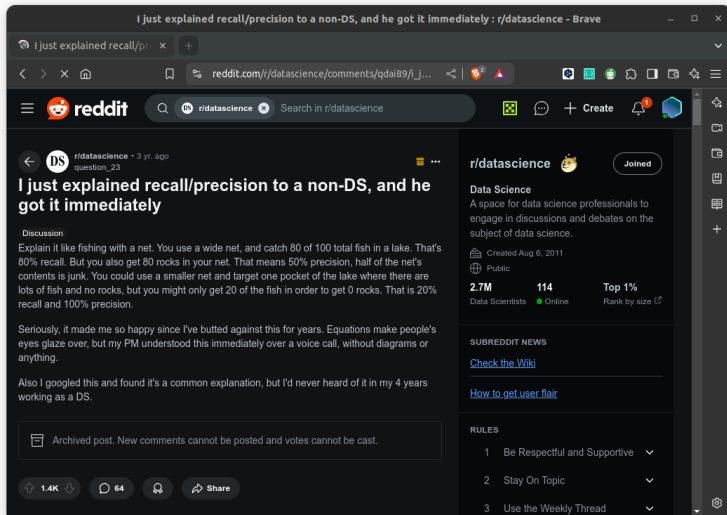 I just explained recall/precision to a non-DS, and he got it immediately : r/datascience - Brave
I just explained recall/pr
reddit.com/r/datascience/comments/qdai89/i_j...
2
reddit
r/datascience
Search in r/datascience
Create
1
DS
r/datascience • 3 yr. ago
question_23
I just explained recall/precision to a non-DS, and he
got it immediately
Discussion
Explain it like fishing with a net. You use a wide net, and catch 80 of 100 total fish in a lake. That's
80% recall. But you also get 80 rocks in your net. That means 50% precision, half of the net's
contents is junk. You could use a smaller net and target one pocket of the lake where there are
lots of fish and no rocks, but you might only get 20 of the fish in order to get 0 rocks. That is 20%
recall and 100% precision.
Seriously, it made me so happy since I've butted against this for years. Equations make people's
eyes glaze over, but my PM understood this immediately over a voice call, without diagrams or
anything.
Also I googled this and found it's a common explanation, but I'd never heard of it in my 4 years
working as a DS.
Archived post. New comments cannot be posted and votes cannot be cast.
1.4K
64
Share
r/datascience
Joined
Data Science
A space for data science professionals to
engage in discussions and debates on the
subject of data science.
Created Aug 6, 2011
Public
2.7M 114 Top 1%
Data Scientists Online Rank by size
SUBREDDIT NEWS
Check the Wiki
How to get user flair
RULES
1 Be Respectful and Supportive
2 Stay On Topic
3 Use the Weekly Thread